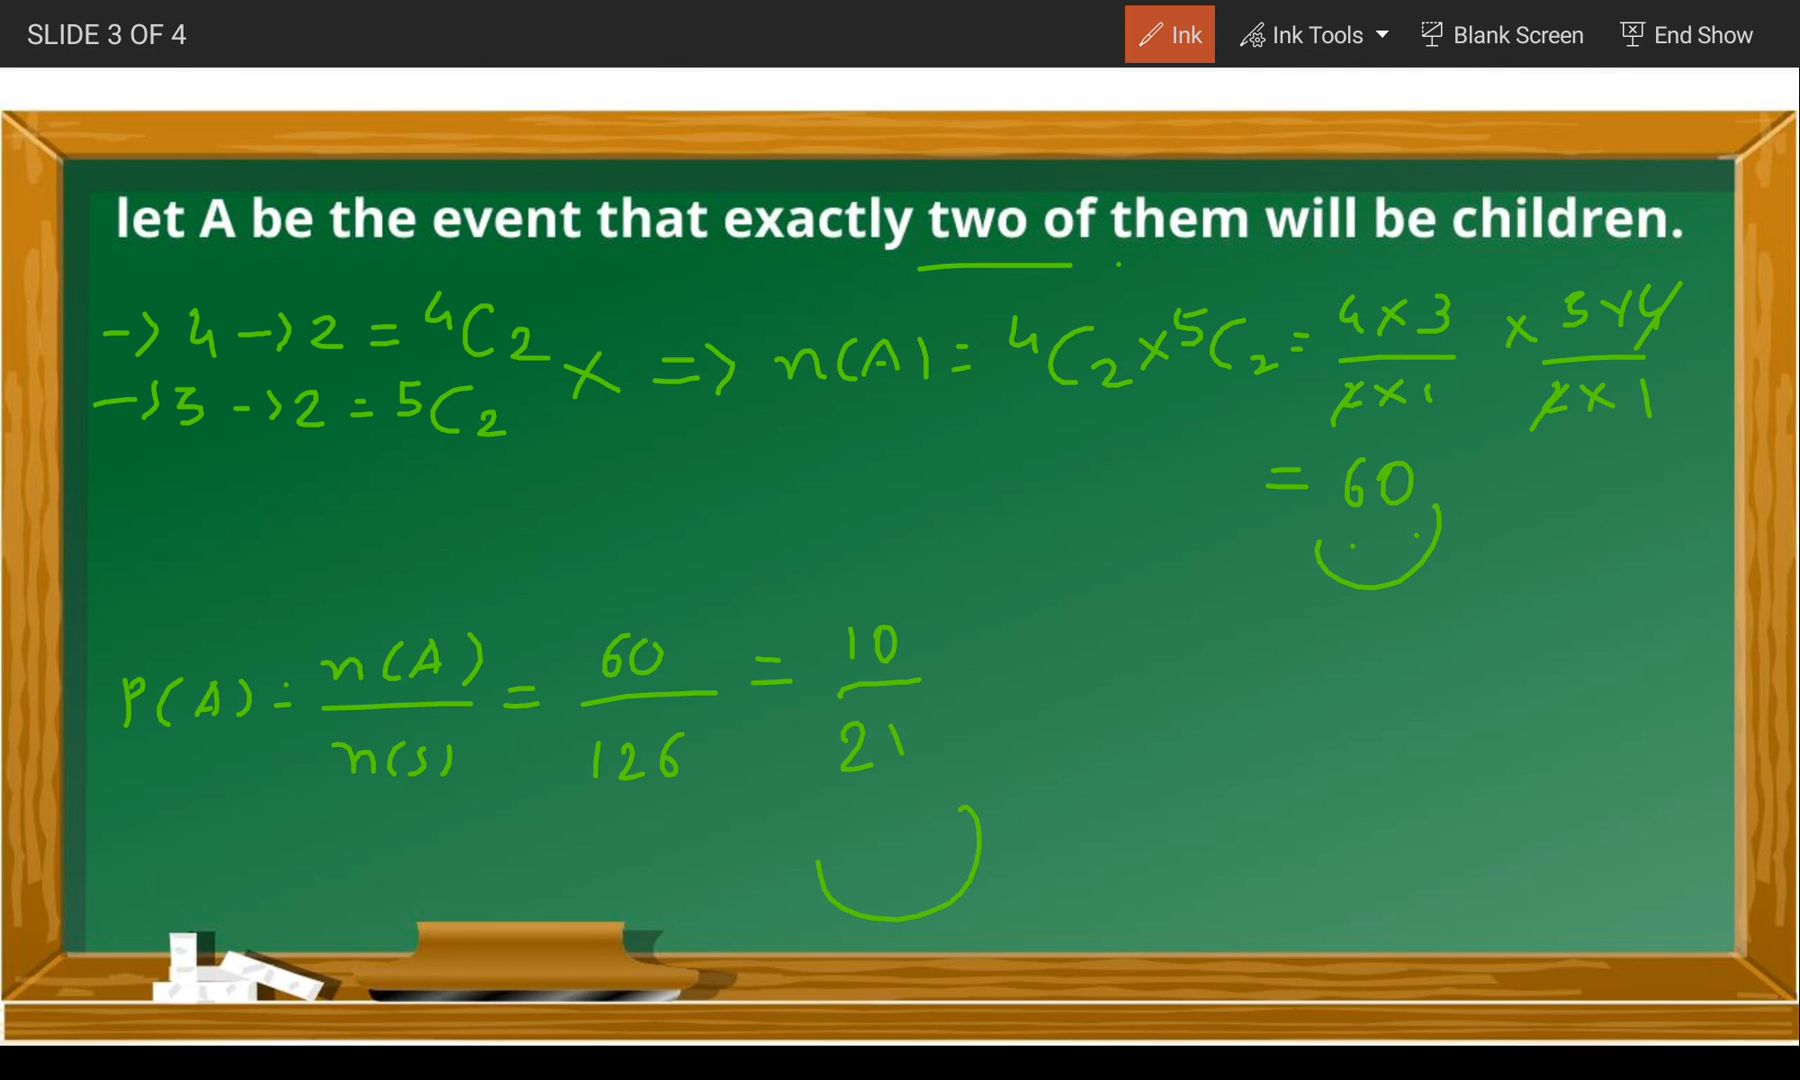 SLIDE 3 OF 4 Ink Ink Tools Blank Screen End Show
let A be the event that exactly two of them will be children.
→ 4 → 2 = ⁴C₂ × ⇒ n(A) = ⁴C₂ × ⁵C₂ = 4×3/2×1 × 5×4/2×1
→ 5 → 2 = ⁵C₂
= 60
P(A) = n(A)/n(S) = 60/126 = 10/21